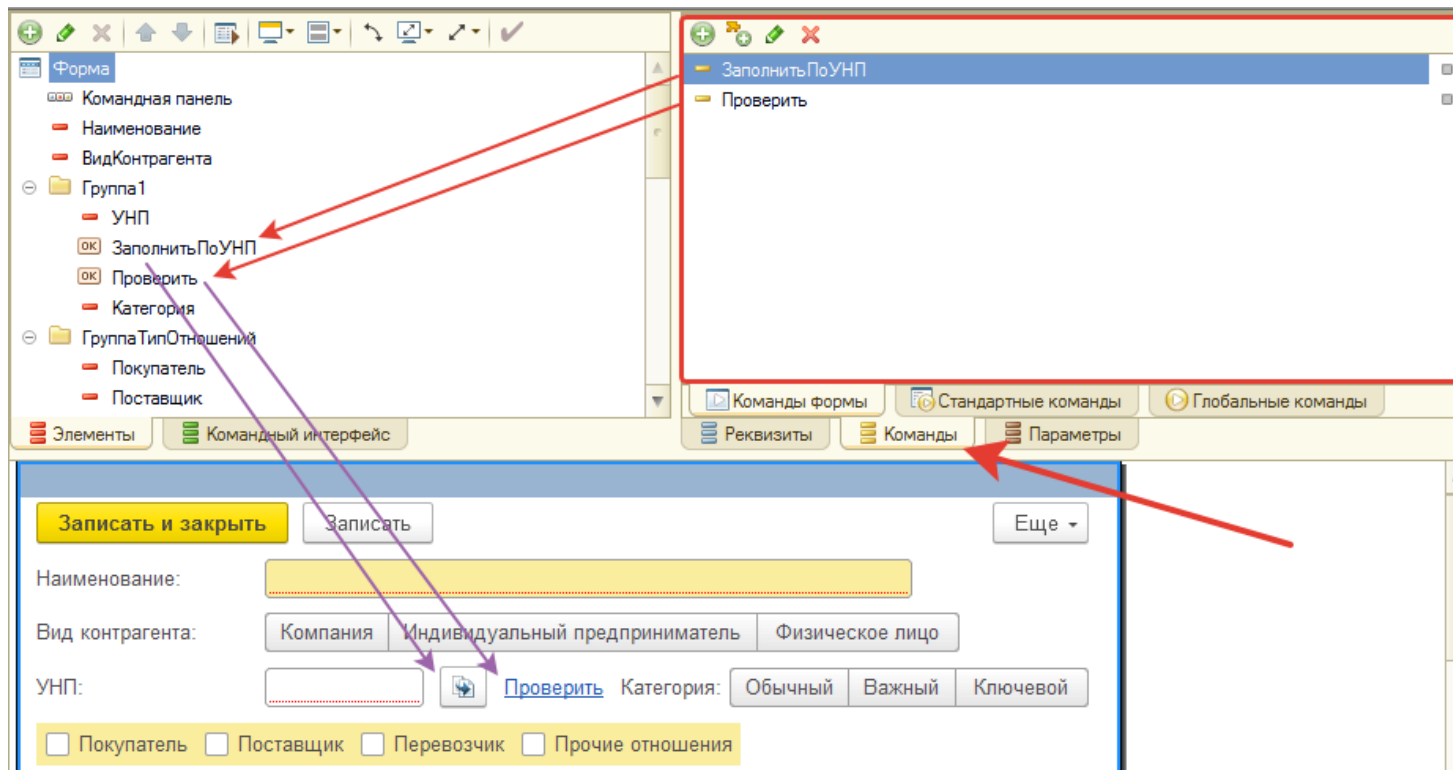 Форма
Командная панель
Наименование
ВидКонтрагента
Группа1
УНП
OK ЗаполнитьПоУНП
OK Проверить
Категория
ГруппаТипОтношений
Покупатель
Поставщик
Элементы Командный интерфейс
ЗаполнитьПоУНП
Проверить
Команды формы Стандартные команды Глобальные команды
Реквизиты Команды Параметры
Записать и закрыть Записать Еще
Наименование:
Вид контрагента: Компания Индивидуальный предприниматель Физическое лицо
УНП: Проверить Категория: Обычный Важный Ключевой
Покупатель Поставщик Перевозчик Прочие отношения